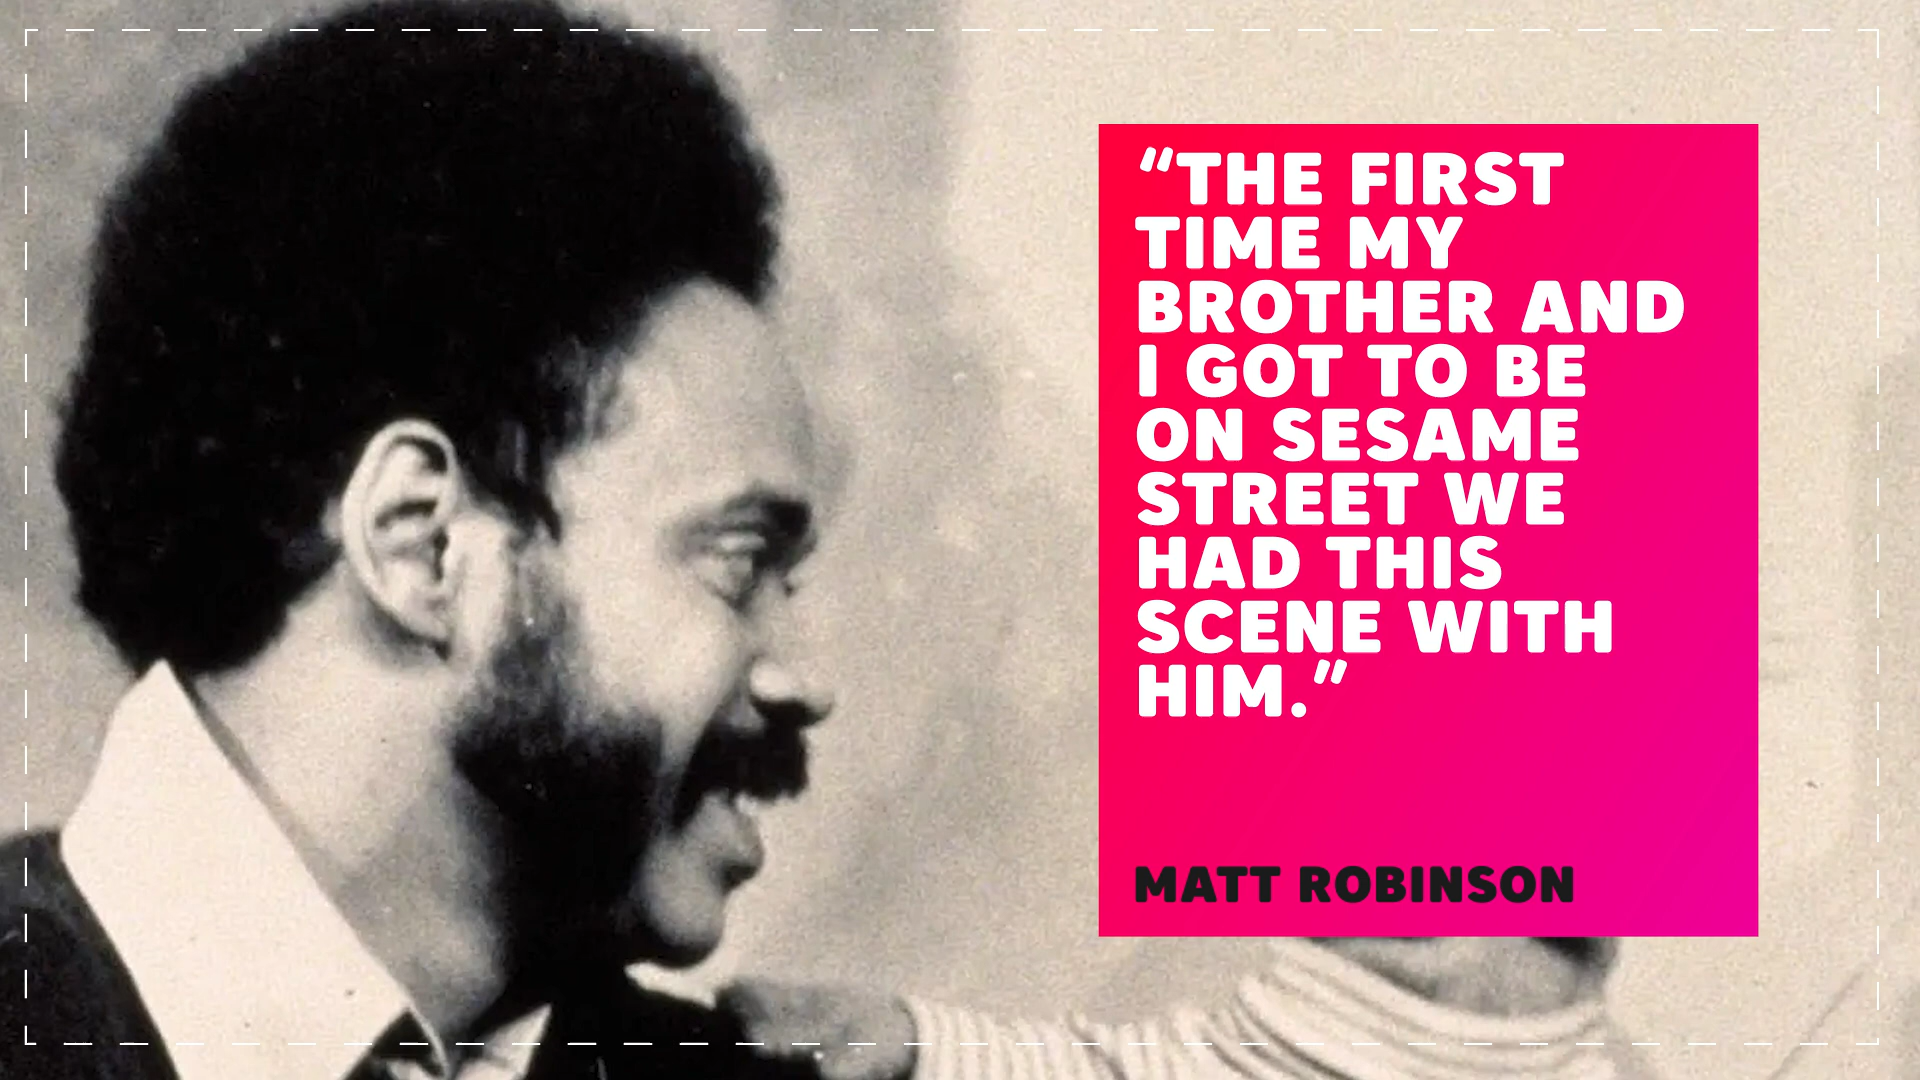 “THE FIRST
TIME MY
BROTHER AND
I GOT TO BE
ON SESAME
STREET WE
HAD THIS
SCENE WITH
HIM.”
MATT ROBINSON